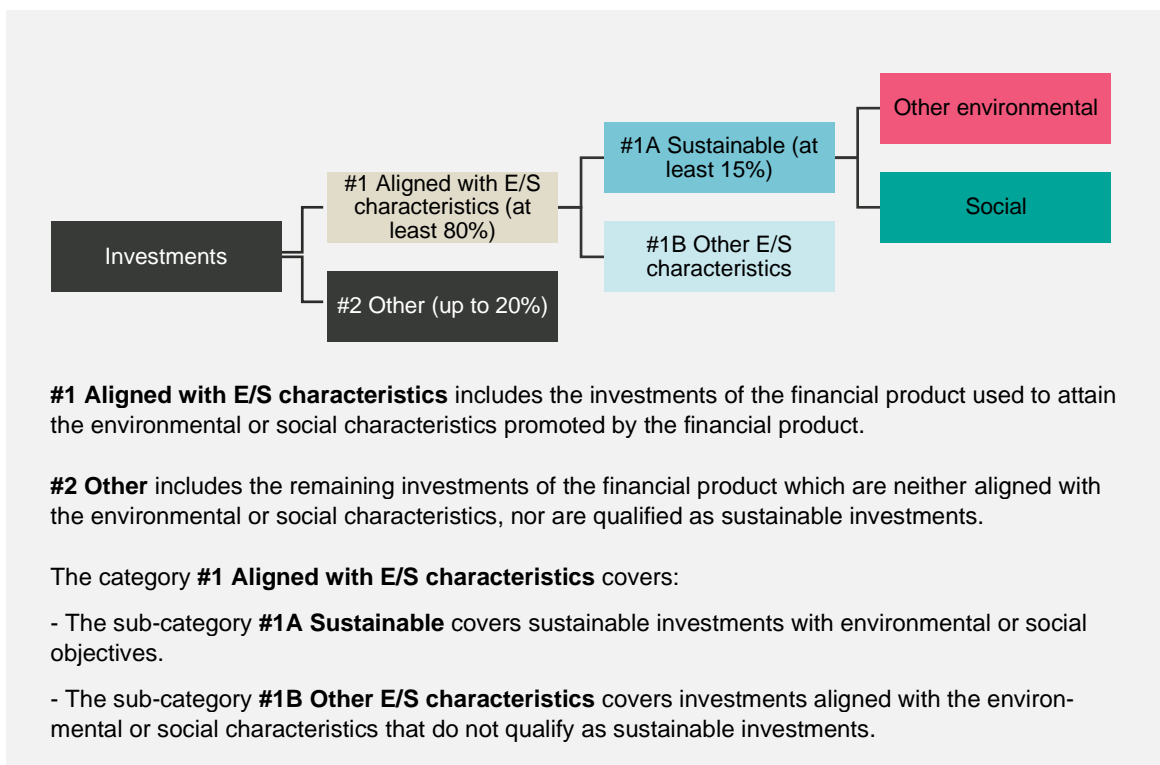 Other environmental
#1A Sustainable (at
least 15%)
#1 Aligned with E/S
characteristics (at
least 80%)
Social
Investments
#1B Other E/S
characteristics
#2 Other (up to 20%)
#1 Aligned with E/S characteristics includes the investments of the financial product used to attain
the environmental or social characteristics promoted by the financial product.
#2 Other includes the remaining investments of the financial product which are neither aligned with
the environmental or social characteristics, nor are qualified as sustainable investments.
The category #1 Aligned with E/S characteristics covers:
- The sub-category #1A Sustainable covers sustainable investments with environmental or social
objectives.
- The sub-category #1B Other E/S characteristics covers investments aligned with the environ-
mental or social characteristics that do not qualify as sustainable investments.